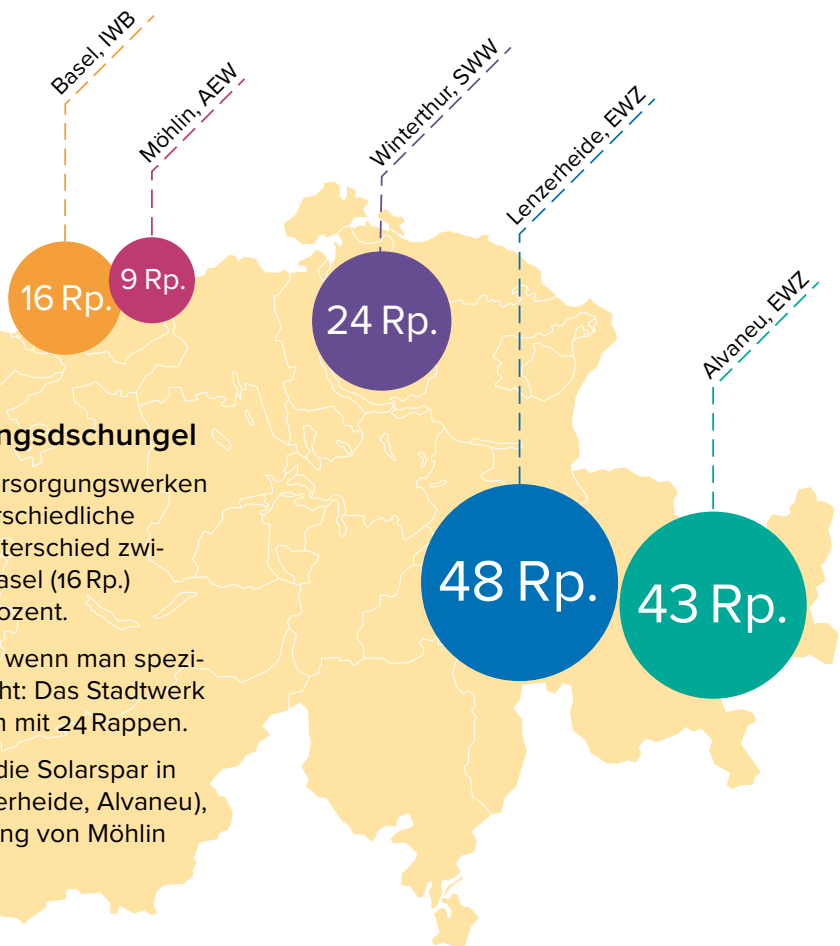 Basel, IWB
Möhlin, AEW
Winterthur, SWW
Lenzerheide, EWZ
Alvaneu, EWZ
16 Rp.
9 Rp.
24 Rp.
48 Rp.
43 Rp.
ngsdschungel
rsorgungswerken
rschiedliche
terschied zwi-
asel (16 Rp.)
ozent.
wenn man spezi-
ht: Das Stadtwerk
n mit 24 Rappen.
die Solarspar in
erheide, Alvaneu),
ng von Möhlin